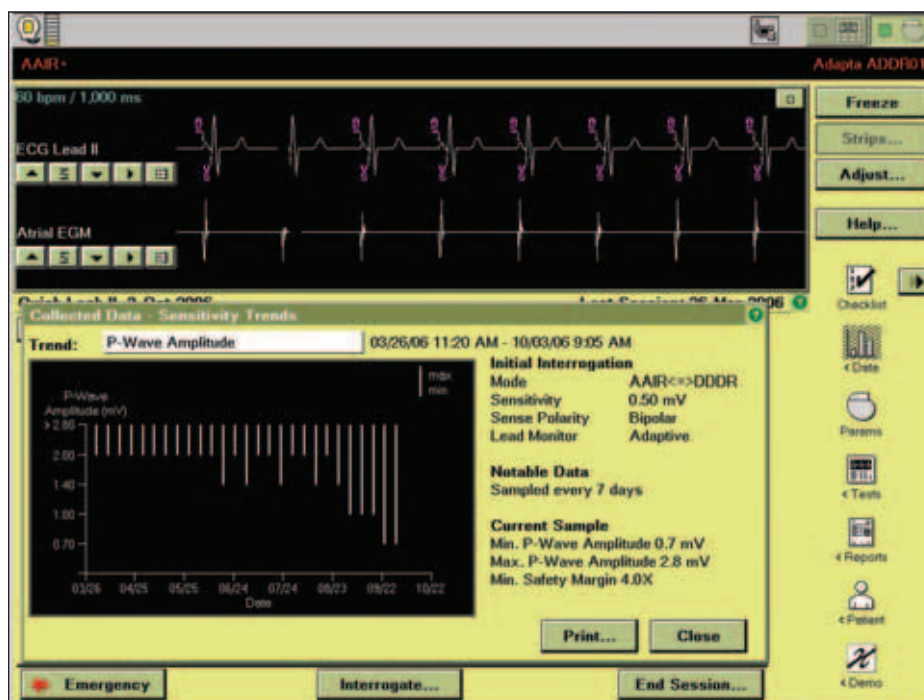 AAIR+
Adapta ADDR01
60 bpm / 1,000 ms
ECG Lead II
Atrial EGM
Freeze
Strips...
Adjust...
Help...
Checklist
< Data
Params
< Tests
< Reports
< Patient
< Demo
Quick Look II 3-Oct-2006
Last Session: 26-Mar-2006
Collected Data - Sensitivity Trends
Trend: P-Wave Amplitude 03/26/06 11:20 AM - 10/03/06 9:05 AM
P-Wave
Amplitude (mV)
max
min
> 2.80
2.00
1.40
1.00
0.70
03/26 04/25 05/25 06/24 07/24 08/23 09/22 10/22
Date
Initial Interrogation
Mode AAIR<=>DDDR
Sensitivity 0.50 mV
Sense Polarity Bipolar
Lead Monitor Adaptive
Notable Data
Sampled every 7 days
Current Sample
Min. P-Wave Amplitude 0.7 mV
Max. P-Wave Amplitude 2.8 mV
Min. Safety Margin 4.0X
Print...
Close
Emergency
Interrogate...
End Session...